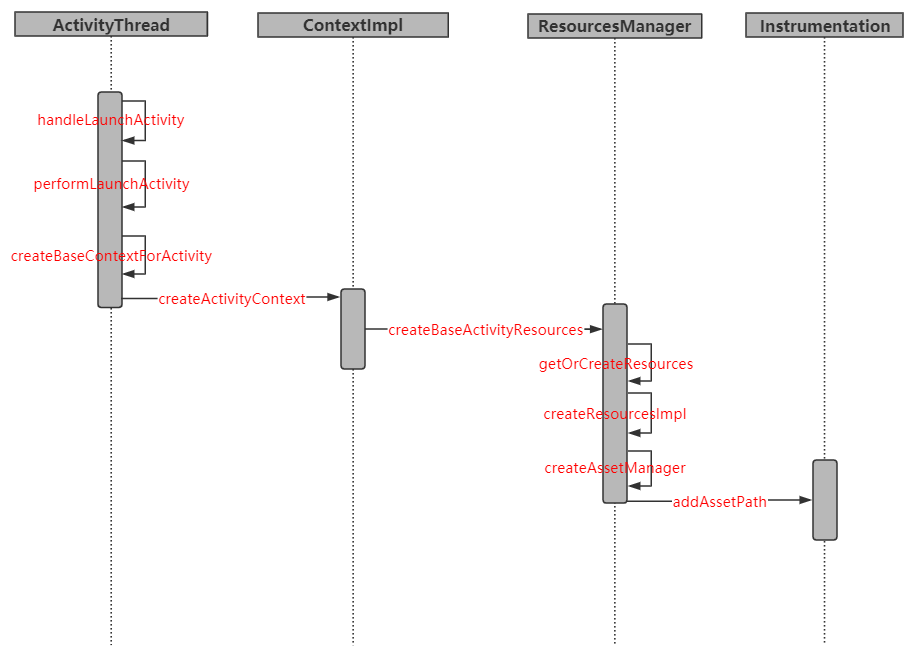 ActivityThread
ContextImpl
ResourcesManager
Instrumentation
handleLaunchActivity
performLaunchActivity
createBaseContextForActivity
createActivityContext
createBaseActivityResources
getOrCreateResources
createResourcesImpl
createAssetManager
addAssetPath